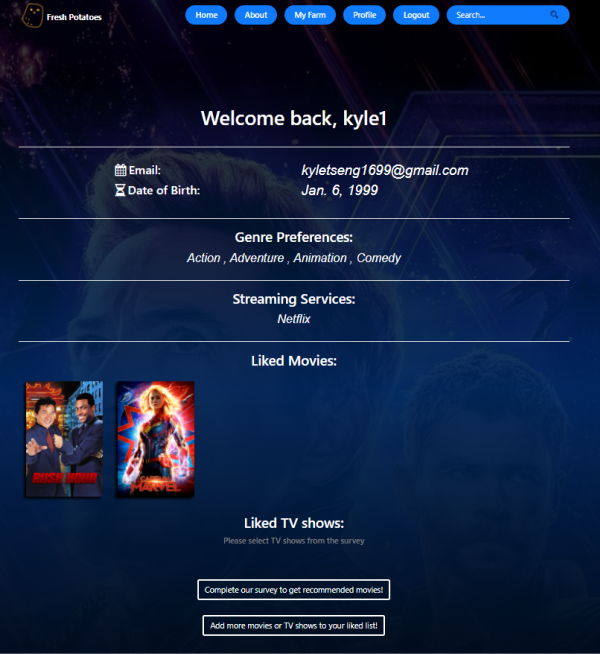 Fresh Potatoes Home About My Farm Profile Logout Search...
Welcome back, kyle1
Email: kyletseng1699@gmail.com
Date of Birth: Jan. 6, 1999
Genre Preferences:
Action , Adventure , Animation , Comedy
Streaming Services:
Netflix
Liked Movies:
RUSH HOUR
CAPTAIN
MARVEL
Liked TV shows:
Please select TV shows from the survey
Complete our survey to get recommended movies!
Add more movies or TV shows to your liked list!